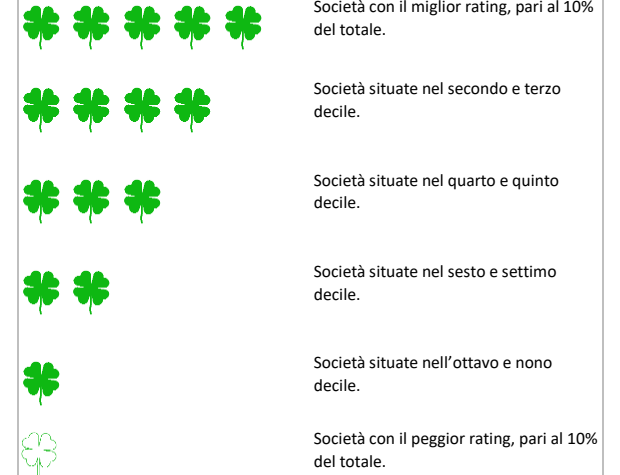 Società con il miglior rating, pari al 10%
del totale.
Società situate nel secondo e terzo
decile.
Società situate nel quarto e quinto
decile.
Società situate nel sesto e settimo
decile.
Società situate nell'ottavo e nono
decile.
Società con il peggior rating, pari al 10%
del totale.